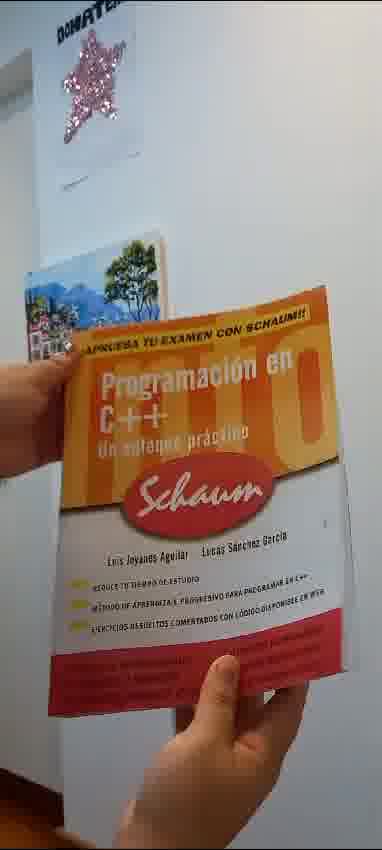 ¡APRUEBA TU EXAMEN CON SCHAUM!!
Programación en
C++
Un enfoque práctico
Schaum
Luis Joyanes Aguilar Lucas Sánchez García
REDUCE TU TIEMPO DE ESTUDIO
MÉTODO DE APRENDIZAJE PROGRESIVO PARA PROGRAMAR EN C++
EJERCICIOS RESUELTOS COMENTADOS CON CÓDIGO DISPONIBLE EN WEB